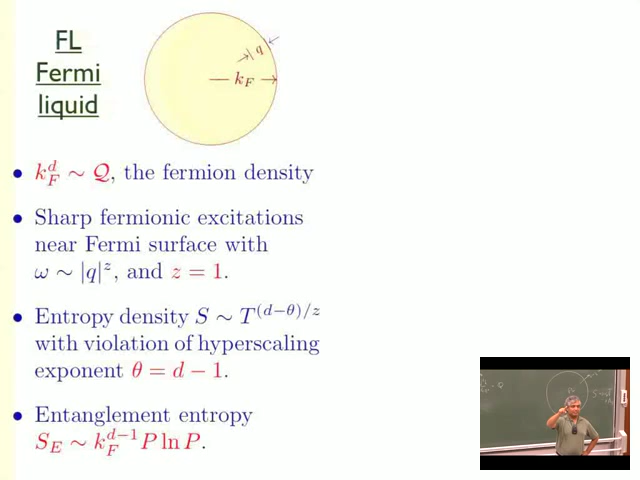 FL
Fermi
liquid
→| q ←
— k_F →
• k_F^d ∼ Q, the fermion density
• Sharp fermionic excitations
near Fermi surface with
ω ∼ |q|^z, and z = 1.
• Entropy density S ∼ T^{(d−θ)/z}
with violation of hyperscaling
exponent θ = d − 1.
• Entanglement entropy
S_E ∼ k_F^{d−1} P ln P.